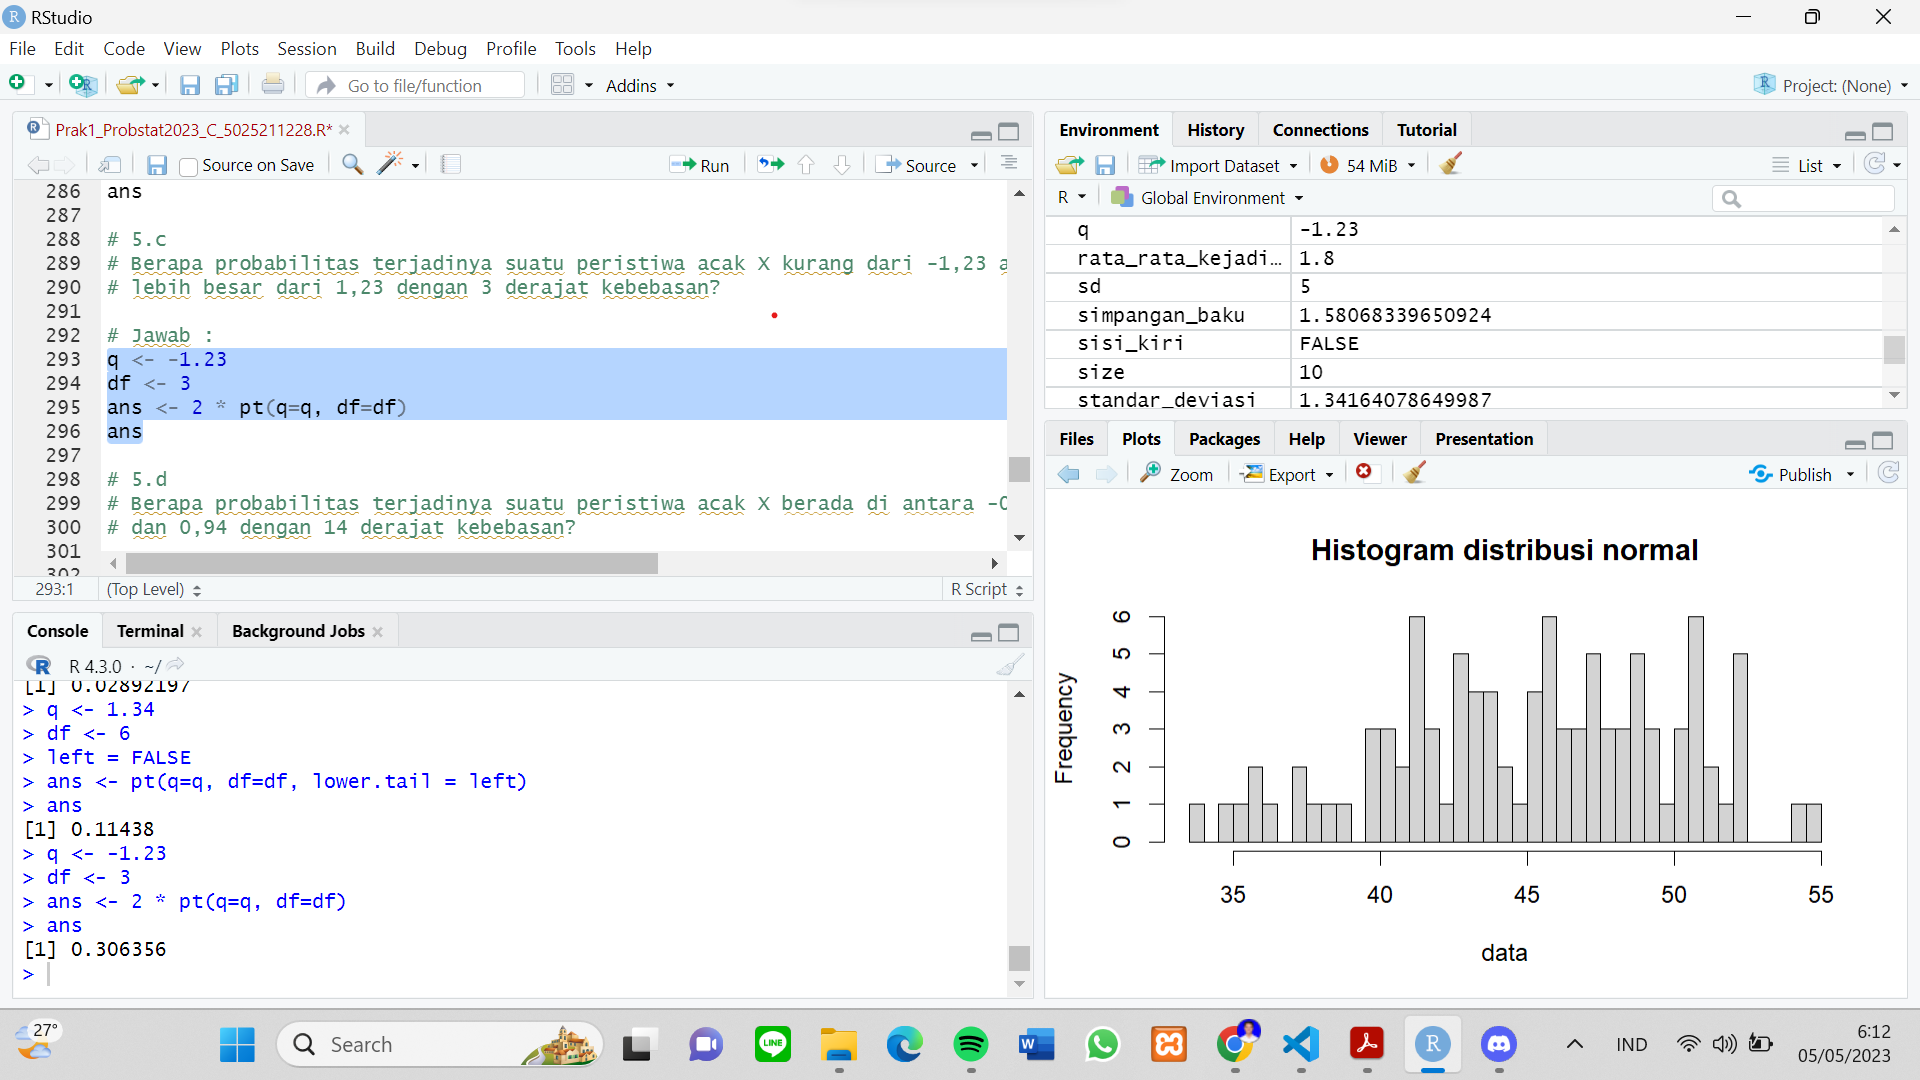 RStudio
File Edit Code View Plots Session Build Debug Profile Tools Help
Go to file/function
Addins
Project: (None)
Prak1_Probstat2023_C_5025211228.R*
Source on Save
Run
Source
286 ans
287
288 # 5.c
289 # Berapa probabilitas terjadinya suatu peristiwa acak X kurang dari -1,23
290 # lebih besar dari 1,23 dengan 3 derajat kebebasan?
291
292 # Jawab :
293 q <- -1.23
294 df <- 3
295 ans <- 2 * pt(q=q, df=df)
296 ans
297
298 # 5.d
299 # Berapa probabilitas terjadinya suatu peristiwa acak X berada di antara
300 # dan 0,94 dengan 14 derajat kebebasan?
301
302
293:1 (Top Level) R Script
Console Terminal Background Jobs
R 4.3.0 · ~/
[1] 0.02892197
> q <- 1.34
> df <- 6
> left = FALSE
> ans <- pt(q=q, df=df, lower.tail = left)
> ans
[1] 0.11438
> q <- -1.23
> df <- 3
> ans <- 2 * pt(q=q, df=df)
> ans
[1] 0.306356
>
Environment History Connections Tutorial
Import Dataset 54 MiB List
R Global Environment
q -1.23
rata_rata_kejadi... 1.8
sd 5
simpangan_baku 1.58068339650924
sisi_kiri FALSE
size 10
standar_deviasi 1.34164078649987
Files Plots Packages Help Viewer Presentation
Zoom Export Publish
Histogram distribusi normal
Frequency
6
5
4
3
2
1
0
35 40 45 50 55
data
27°
Search
LINE
IND
6:12
05/05/2023